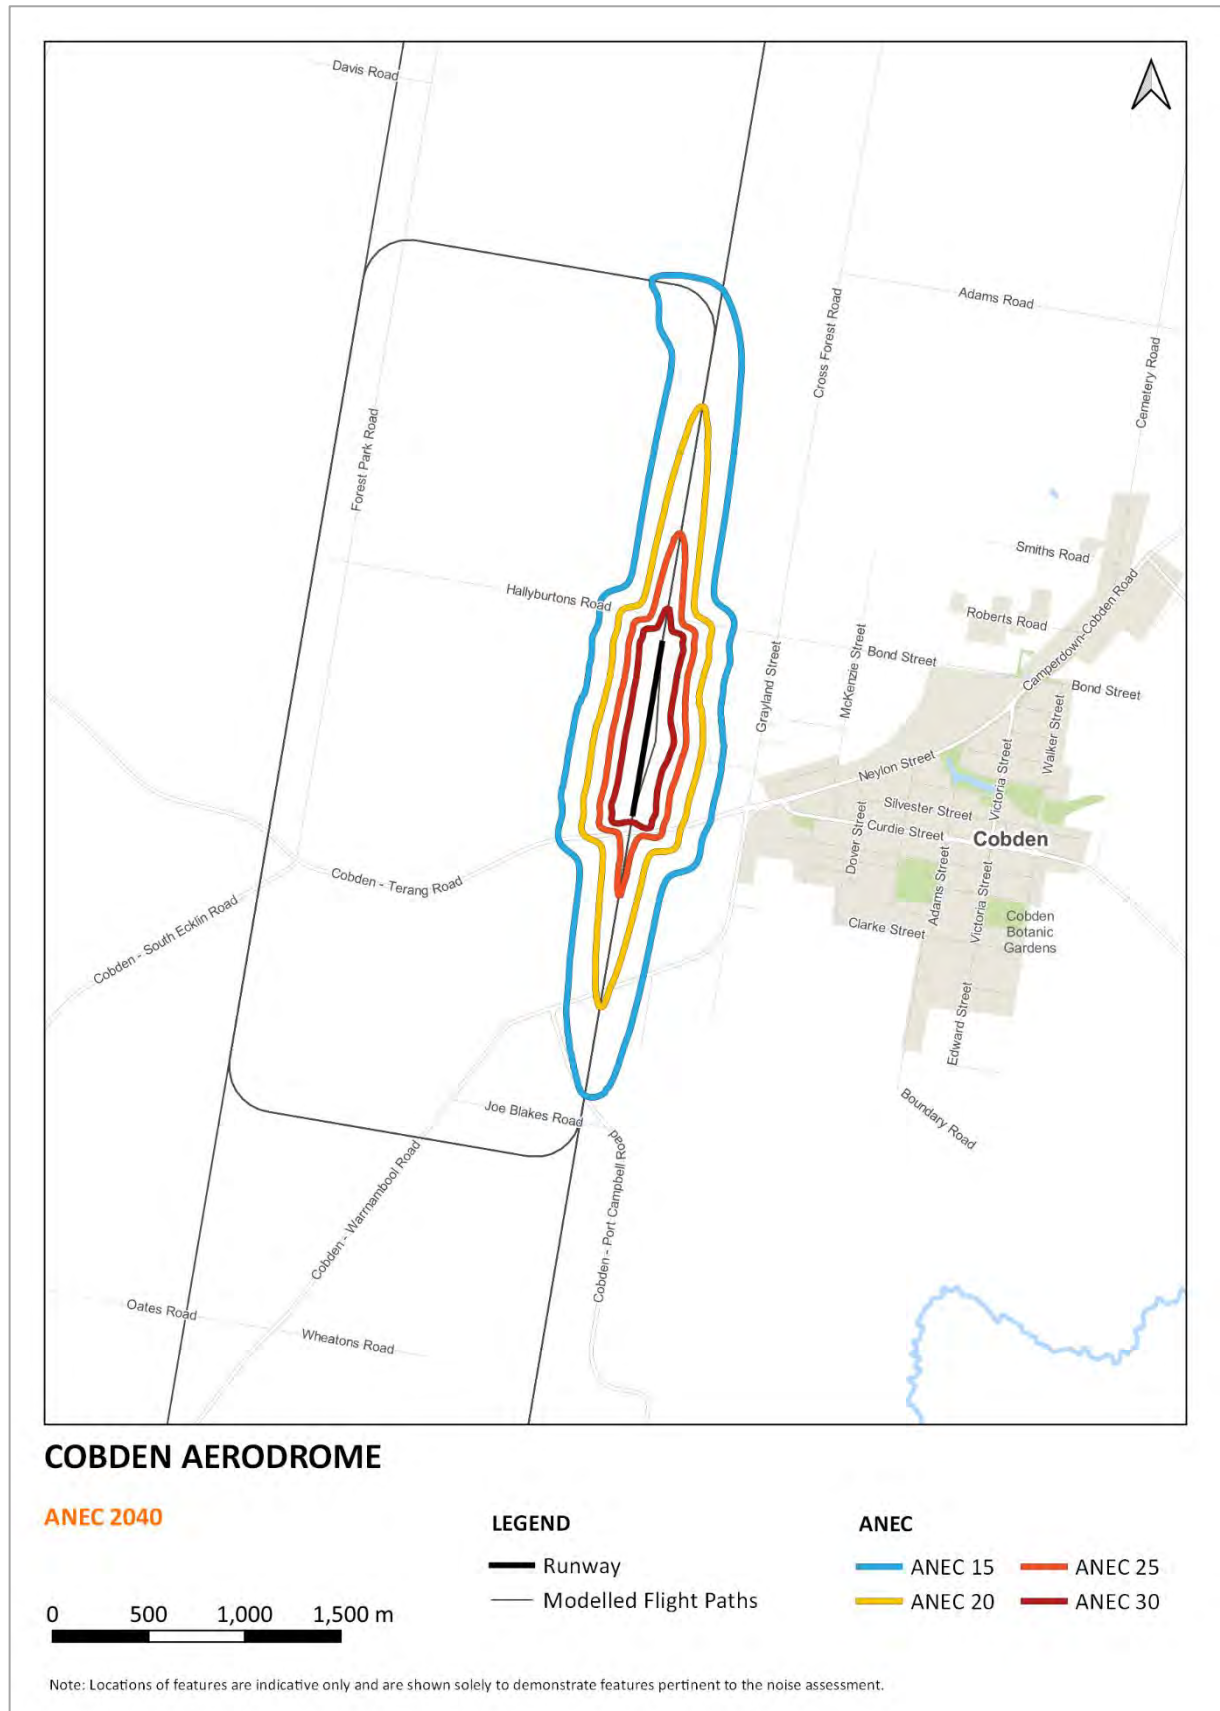 Davis Road
Adams Road
Cross Forest Road
Cemetery Road
Forest Park Road
Smiths Road
Hallyburtons Road
Roberts Road
Camperdown-Cobden Road
Bond Street
Bond Street
Grayland Street
McKenzie Street
Walker Street
Neylon Street
Victoria Street
Silvester Street
Curdie Street
Cobden
Dover Street
Adams Street
Victoria Street
Cobden - Terang Road
Cobden - South Ecklin Road
Clarke Street
Cobden
Botanic
Gardens
Edward Street
Joe Blakes Road
Boundary Road
Cobden - Warrnambool Road
Cobden - Port Campbell Road
Oates Road
Wheatons Road
COBDEN AERODROME
ANEC 2040
LEGEND
Runway
Modelled Flight Paths
ANEC
ANEC 15
ANEC 25
ANEC 20
ANEC 30
0 500 1,000 1,500 m
Note: Locations of features are indicative only and are shown solely to demonstrate features pertinent to the noise assessment.